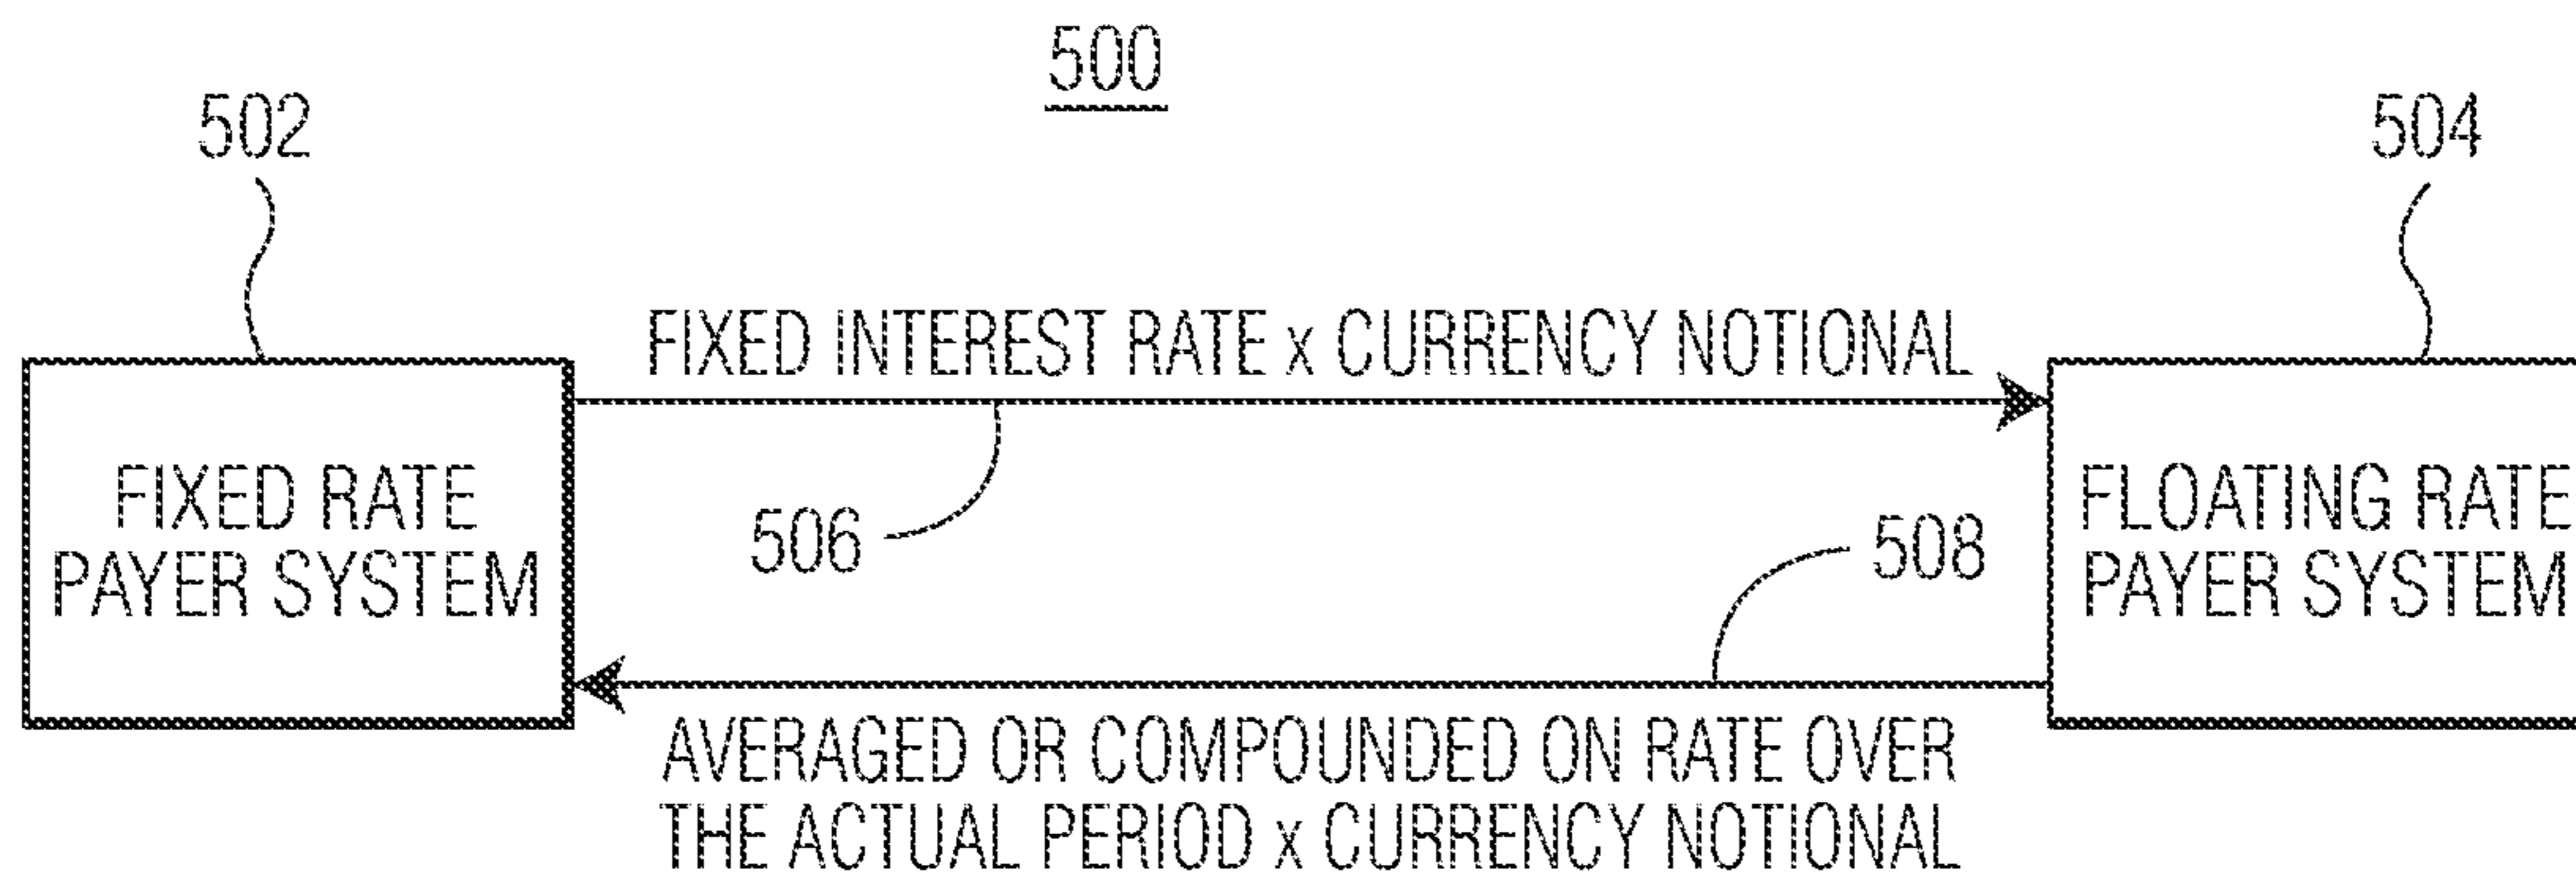 500
502
504
FIXED INTEREST RATE x CURRENCY NOTIONAL
FIXED RATE
PAYER SYSTEM
506
508
FLOATING RATE
PAYER SYSTEM
AVERAGED OR COMPOUNDED ON RATE OVER
THE ACTUAL PERIOD x CURRENCY NOTIONAL